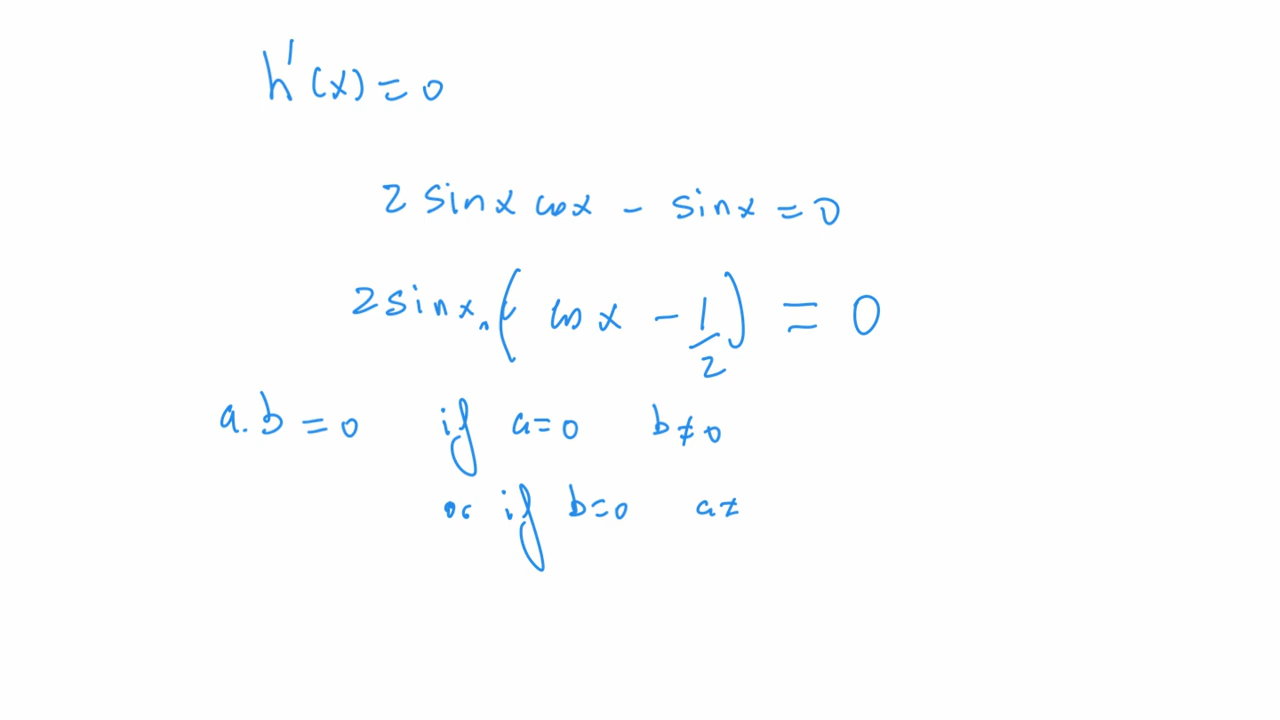 h'(x) = 0
2 sin x cos x - sin x = 0
2 sin x . ( cos x - 1/2 ) = 0
a . b = 0 if a = 0 b ≠ 0
or if b = 0 a ≠